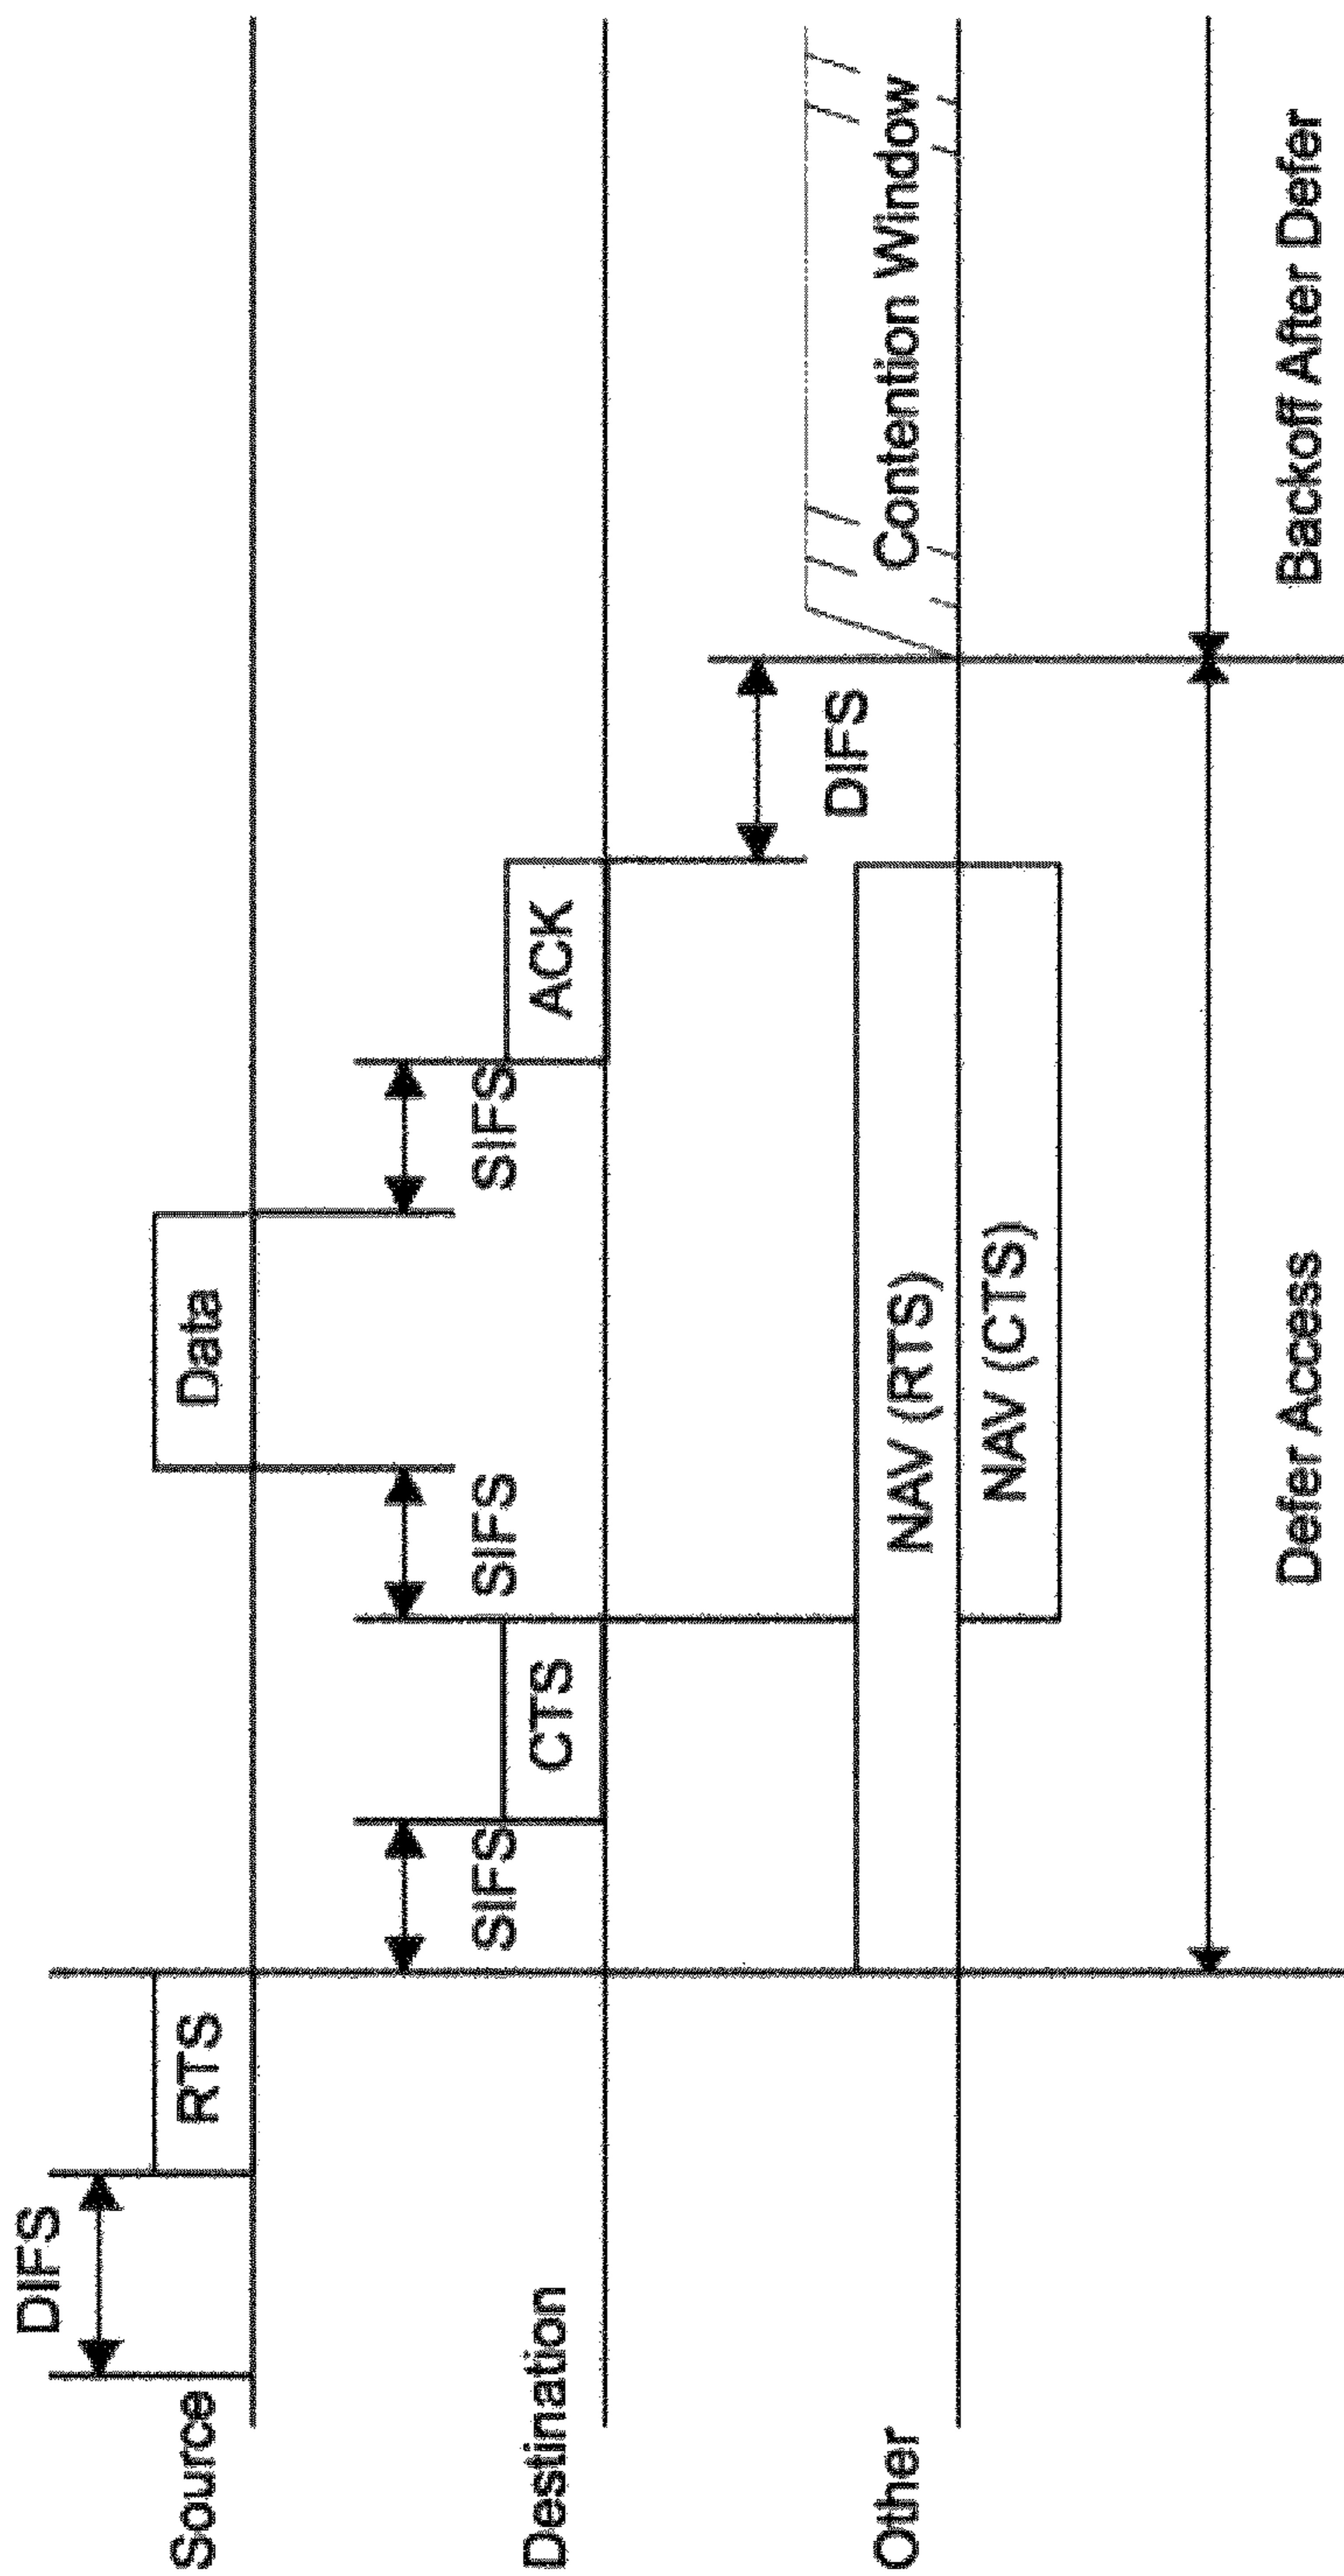 DIFS
Source
RTS
Data
SIFS
SIFS
SIFS
Destination
CTS
ACK
DIFS
Other
NAV (RTS)
Contention Window
NAV (CTS)
Defer Access
Backoff After Defer